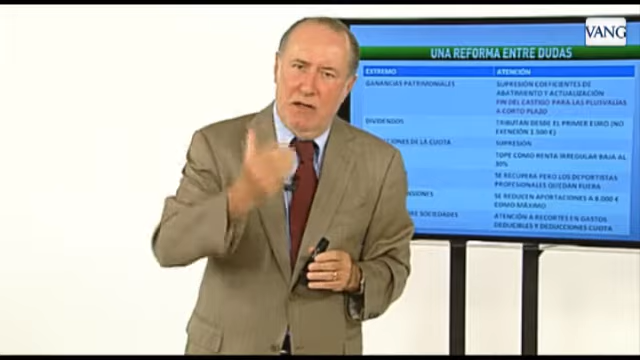 VANG
UNA REFORMA ENTRE DUDAS
EXTREMO ATENCIÓN
GANANCIAS PATRIMONIALES SUPRESIÓN COEFICIENTES DE
ABATIMIENTO Y ACTUALIZACIÓN
FIN DEL CASTIGO PARA LAS PLUSVALÍAS
A CORTO PLAZO
DIVIDENDOS TRIBUTAN DESDE EL PRIMER EURO (NO
EXENCIÓN 1.500 €)
CIONES DE LA CUOTA SUPRESIÓN
TOPE COMO RENTA IRREGULAR BAJA AL
30%
SE RECUPERA PERO LOS DEPORTISTAS
PROFESIONALES QUEDAN FUERA
NSIONES SE REDUCEN APORTACIONES A 8.000 €
COMO MÁXIMO
SOCIEDADES ATENCIÓN A RECORTES EN GASTOS
DEDUCIBLES Y DEDUCCIONES CUOTA